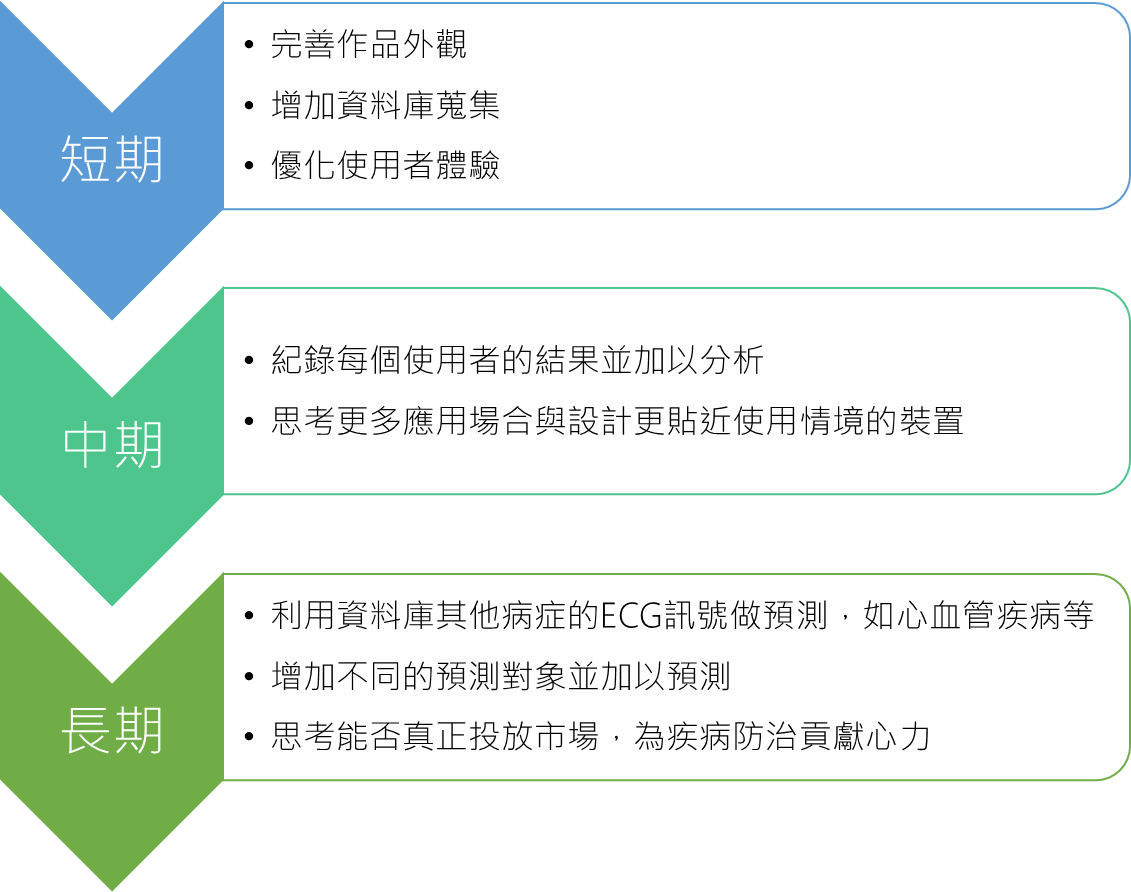 短期
• 完善作品外觀
• 增加資料庫蒐集
• 優化使用者體驗
中期
• 紀錄每個使用者的結果並加以分析
• 思考更多應用場合與設計更貼近使用情境的裝置
長期
• 利用資料庫其他病症的ECG訊號做預測，如心血管疾病等
• 增加不同的預測對象並加以預測
• 思考能否真正投放市場，為疾病防治貢獻心力